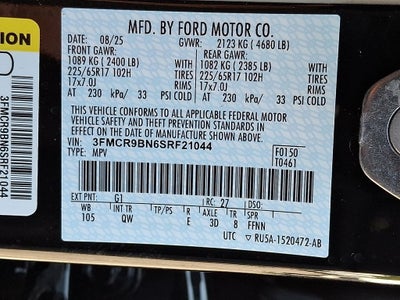 MFD. BY FORD MOTOR CO.
DATE: 08/25 GVWR: 2123 KG ( 4680 LB)
FRONT GAWR: REAR GAWR:
1089 KG ( 2400 LB) 1082 KG ( 2385 LB)
225/65R17 102H TIRES 225/65R17 102H TIRES
17x7.0J RIMS 17x7.0J RIMS
AT 230 kPa/ 33 PSI AT 230 kPa/ 33
THIS VEHICLE CONFORMS TO ALL APPLICABLE FEDERAL MOTOR
VEHICLE SAFETY AND BUMPER STANDARDS IN EFFECT ON THE DATE OF
MANUFACTURE SHOWN ABOVE.
VIN: 3FMCR9BN6SRF21044 F0150
TYPE: MPV T0461
EXT PNT: G1 RC: 27 DSO:
WB INT TR TP/PS R AXLE TR SPR
105 QW E 3D 8 FFNN
UTC RU5A-1520472-AB
ION
3FMCR9BN6SRF21044